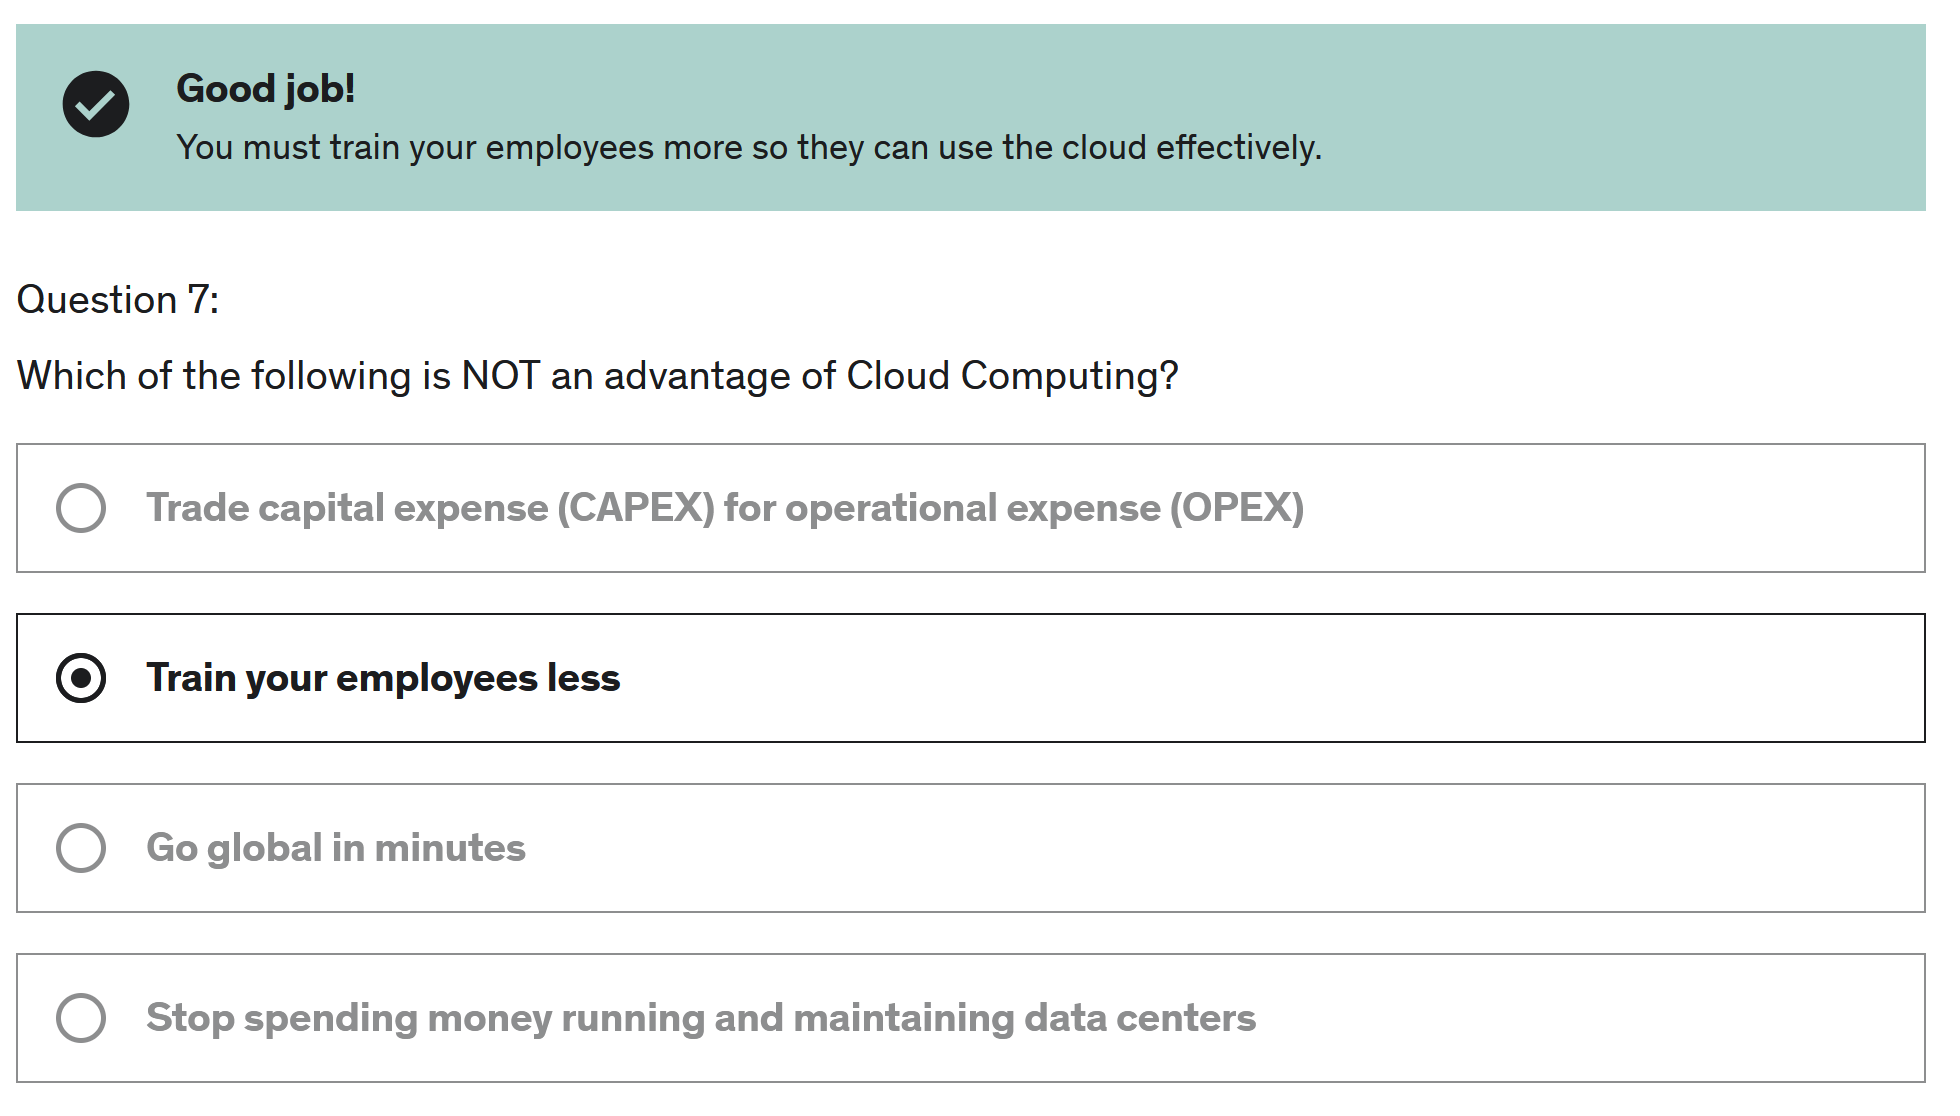 Good job!
You must train your employees more so they can use the cloud effectively.
Question 7:
Which of the following is NOT an advantage of Cloud Computing?
Trade capital expense (CAPEX) for operational expense (OPEX)
Train your employees less
Go global in minutes
Stop spending money running and maintaining data centers